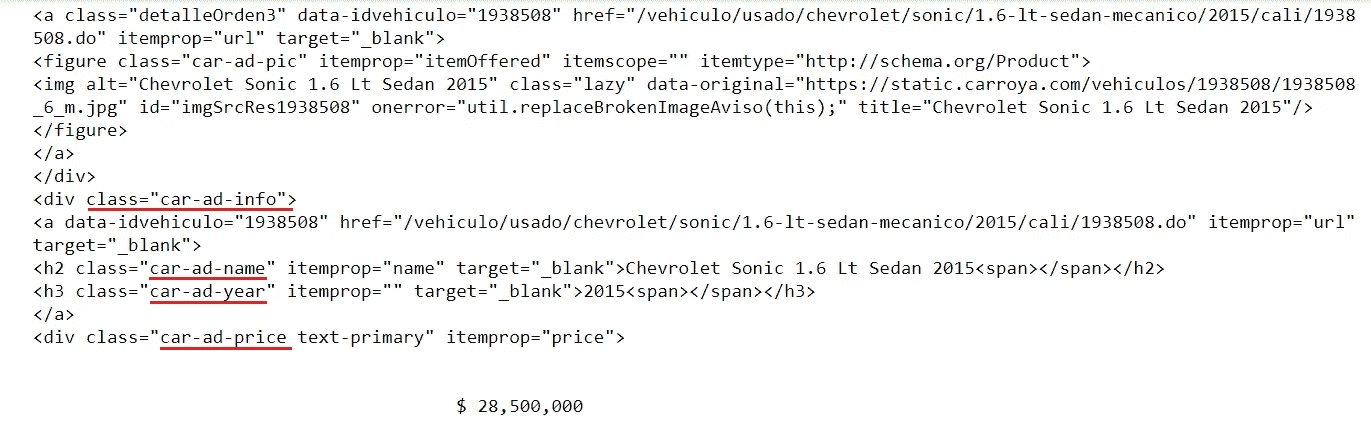 <a class="detalleOrden3" data-idvehiculo="1938508" href="/vehiculo/usado/chevrolet/sonic/1.6-lt-sedan-mecanico/2015/cali/1938
508.do" itemprop="url" target="_blank">
<figure class="car-ad-pic" itemprop="itemOffered" itemscope="" itemtype="http://schema.org/Product">
<img alt="Chevrolet Sonic 1.6 Lt Sedan 2015" class="lazy" data-original="https://static.carroya.com/vehiculos/1938508/1938508
_6_m.jpg" id="imgSrcRes1938508" onerror="util.replaceBrokenImageAviso(this);" title="Chevrolet Sonic 1.6 Lt Sedan 2015"/>
</figure>
</a>
</div>
<div class="car-ad-info">
<a data-idvehiculo="1938508" href="/vehiculo/usado/chevrolet/sonic/1.6-lt-sedan-mecanico/2015/cali/1938508.do" itemprop="url"
target="_blank">
<h2 class="car-ad-name" itemprop="name" target="_blank">Chevrolet Sonic 1.6 Lt Sedan 2015<span></span></h2>
<h3 class="car-ad-year" itemprop="" target="_blank">2015<span></span></h3>
</a>
<div class="car-ad-price text-primary" itemprop="price">
$ 28,500,000